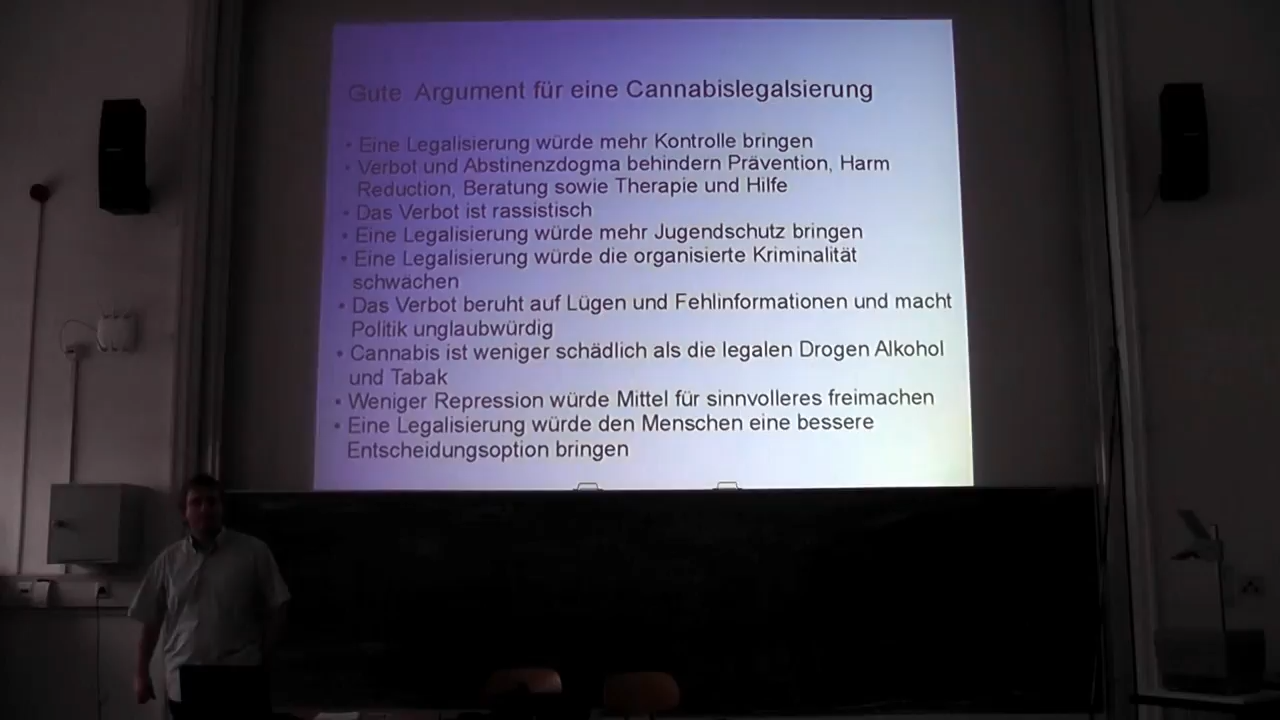 Gute Argument für eine Cannabislegalsierung
• Eine Legalisierung würde mehr Kontrolle bringen
• Verbot und Abstinenzdogma behindern Prävention, Harm
Reduction, Beratung sowie Therapie und Hilfe
• Das Verbot ist rassistisch
• Eine Legalisierung würde mehr Jugendschutz bringen
• Eine Legalisierung würde die organisierte Kriminalität
schwächen
• Das Verbot beruht auf Lügen und Fehlinformationen und macht
Politik unglaubwürdig
• Cannabis ist weniger schädlich als die legalen Drogen Alkohol
und Tabak
• Weniger Repression würde Mittel für sinnvolleres freimachen
• Eine Legalisierung würde den Menschen eine bessere
Entscheidungsoption bringen